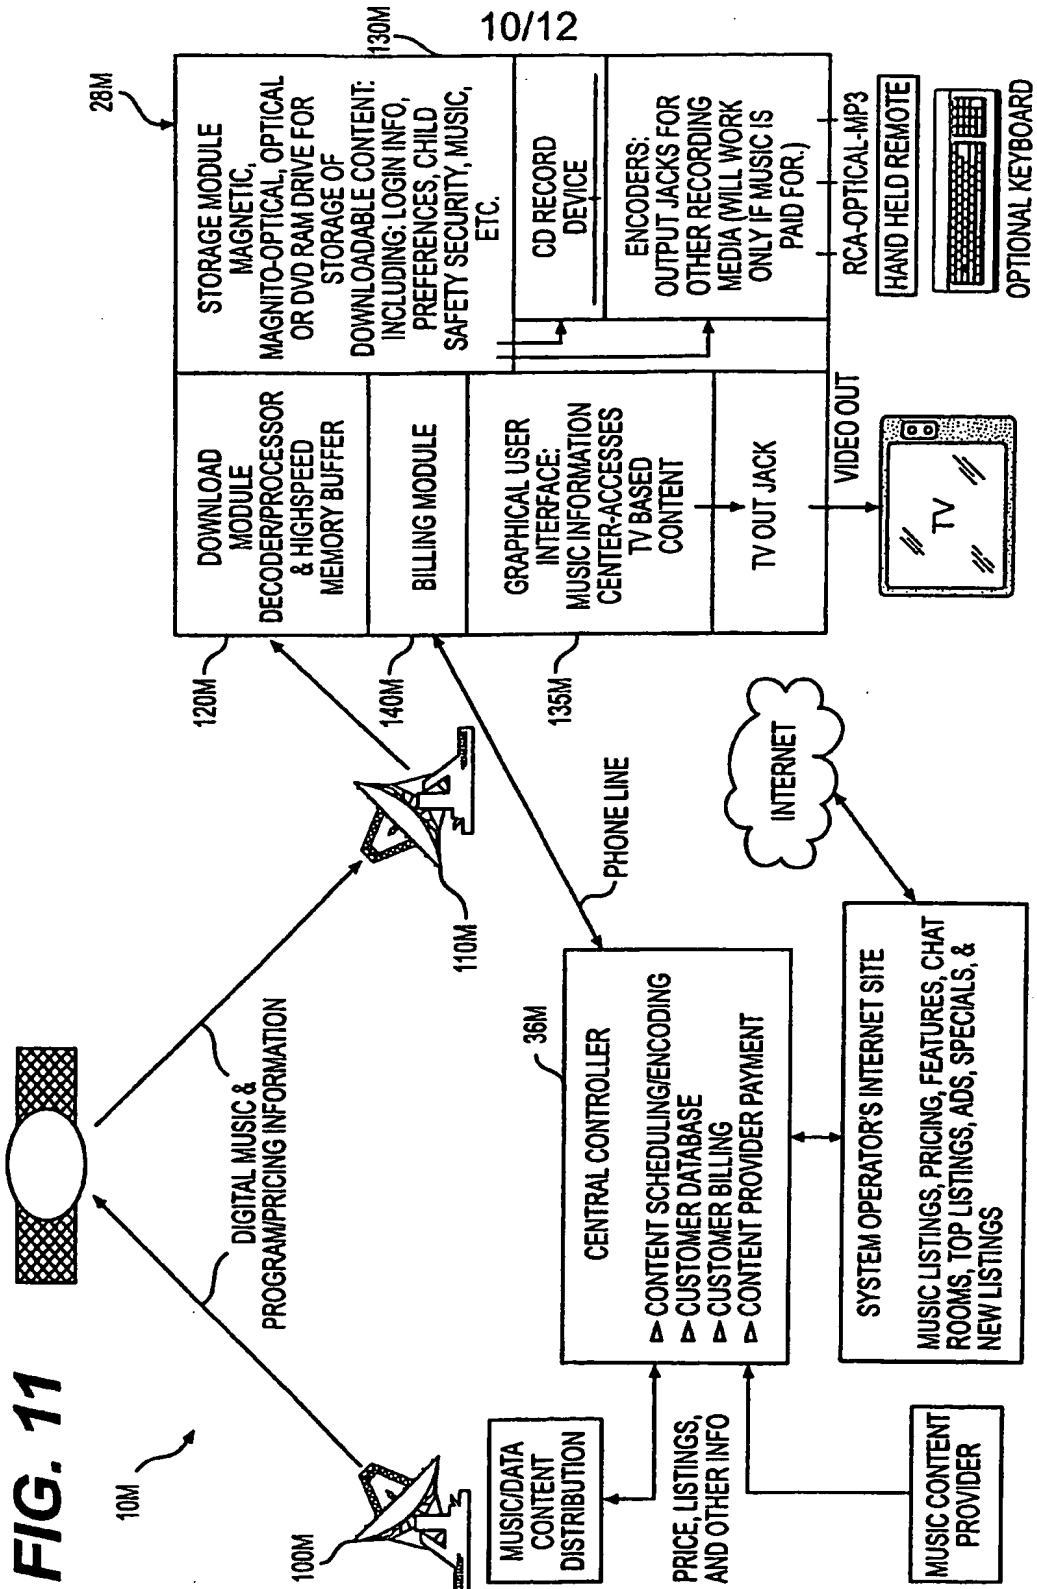 10/12
FIG. 11
10M
100M
DIGITAL MUSIC &
PROGRAM/PRICING INFORMATION
110M
28M
120M
DOWNLOAD
MODULE
DECODER/PROCESSOR
& HIGHSPEED
MEMORY BUFFER
140M
BILLING MODULE
135M
GRAPHICAL USER
INTERFACE:
MUSIC INFORMATION
CENTER-ACCESSES
TV BASED
CONTENT
TV OUT JACK
VIDEO OUT
TV
130M
STORAGE MODULE
MAGNETIC,
MAGNITO-OPTICAL, OPTICAL
OR DVD RAM DRIVE FOR
STORAGE OF
DOWNLOADABLE CONTENT:
INCLUDING: LOGIN INFO,
PREFERENCES, CHILD
SAFETY SECURITY, MUSIC,
ETC.
CD RECORD
DEVICE
ENCODERS:
OUTPUT JACKS FOR
OTHER RECORDING
MEDIA (WILL WORK
ONLY IF MUSIC IS
PAID FOR.)
RCA-OPTICAL-MP3
HAND HELD REMOTE
OPTIONAL KEYBOARD
PHONE LINE
36M
CENTRAL CONTROLLER
▷ CONTENT SCHEDULING/ENCODING
▷ CUSTOMER DATABASE
▷ CUSTOMER BILLING
▷ CONTENT PROVIDER PAYMENT
INTERNET
MUSIC/DATA
CONTENT
DISTRIBUTION
PRICE, LISTINGS,
AND OTHER INFO
MUSIC CONTENT
PROVIDER
SYSTEM OPERATOR'S INTERNET SITE
MUSIC LISTINGS, PRICING, FEATURES, CHAT
ROOMS, TOP LISTINGS, ADS, SPECIALS, &
NEW LISTINGS